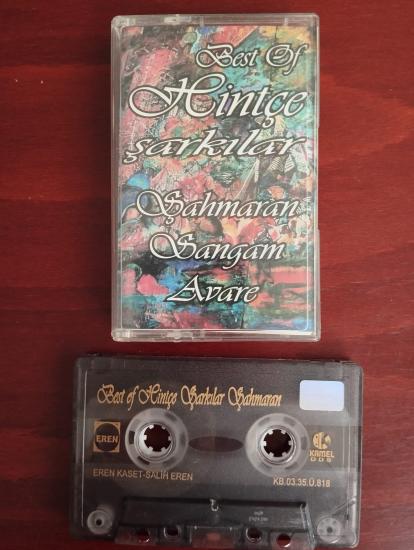 Best Of
Hintçe
şarkılar
Şahmaran
Sangam
Avare
Best of Hintçe Şarkılar Şahmaran
EREN
KAMEL
EREN KASET-SALİH EREN
KB.03.35.Ü.818